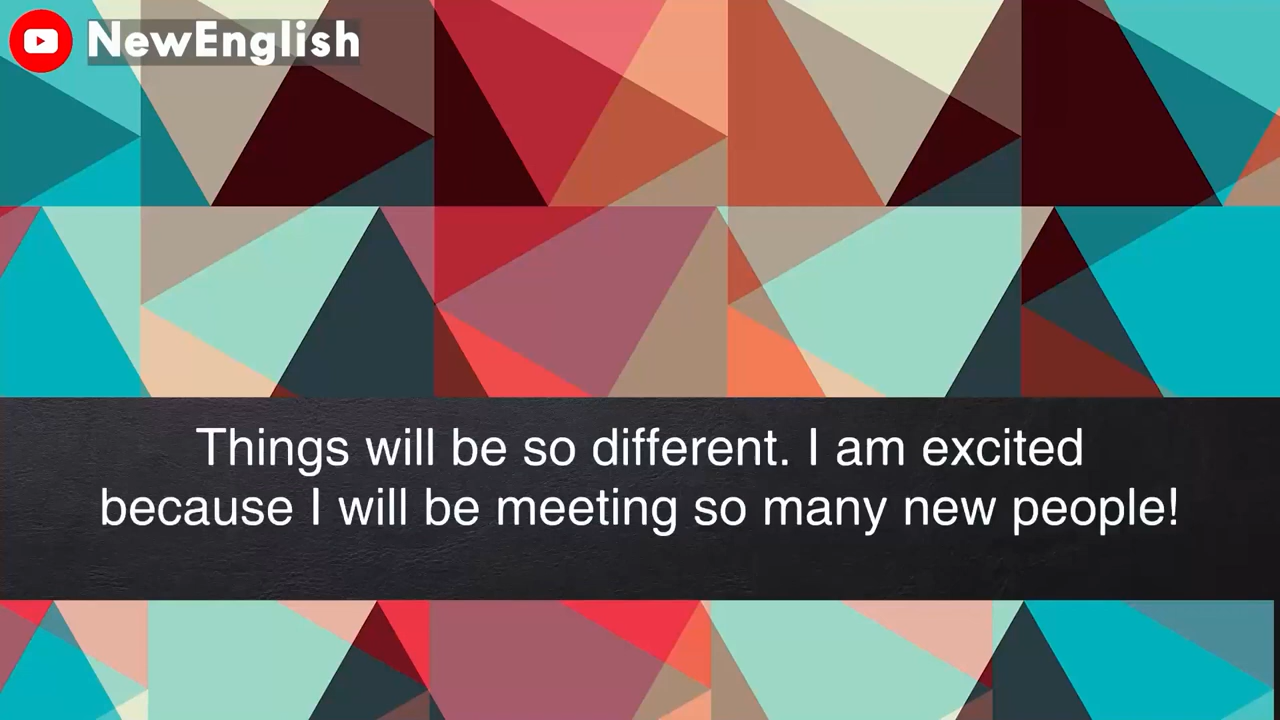 NewEnglish
Things will be so different. I am excited
because I will be meeting so many new people!